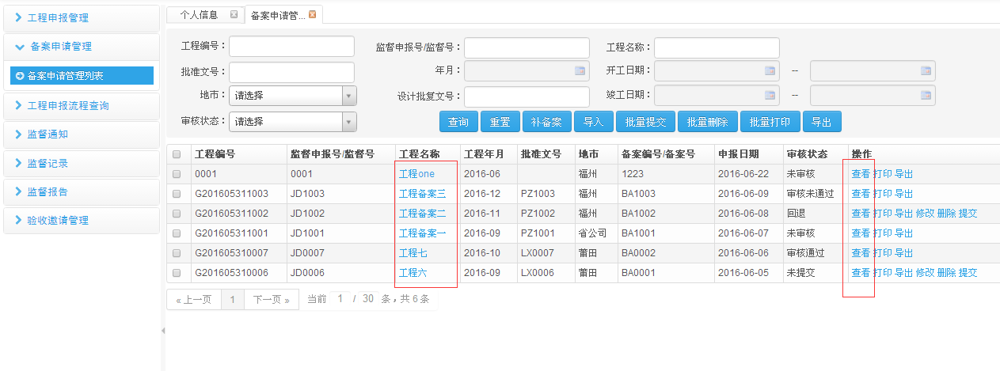 工程申报管理
备案申请管理
备案申请管理列表
工程申报流程查询
监督通知
监督记录
监督报告
验收邀请管理
个人信息 备案申请管...
工程编号： 监督申报号/监督号： 工程名称：
批准文号： 年月： 开工日期： --
地市： 请选择 设计批复文号： 竣工日期： --
审核状态： 请选择 查询 重置 补备案 导入 批量提交 批量删除 批量打印 导出
工程编号 监督申报号/监督号 工程名称 工程年月 批准文号 地市 备案编号/备案号 申报日期 审核状态 操作
0001 0001 工程one 2016-06 福州 1223 2016-06-22 未审核 查看 打印 导出
G201605311003 JD1003 工程备案三 2016-12 PZ1003 福州 BA1003 2016-06-09 审核未通过 查看 打印 导出
G201605311002 JD1002 工程备案二 2016-11 PZ1002 福州 BA1002 2016-06-08 回退 查看 打印 导出 修改 删除 提交
G201605311001 JD1001 工程备案一 2016-09 PZ1001 省公司 BA1001 2016-06-07 未审核 查看 打印 导出
G201605310007 JD0007 工程七 2016-10 LX0007 莆田 BA0002 2016-06-06 审核通过 查看 打印 导出
G201605310006 JD0006 工程六 2016-09 LX0006 莆田 BA0001 2016-06-05 未提交 查看 打印 导出 修改 删除 提交
« 上一页 1 下一页 » 当前 1 / 30 条，共 6 条